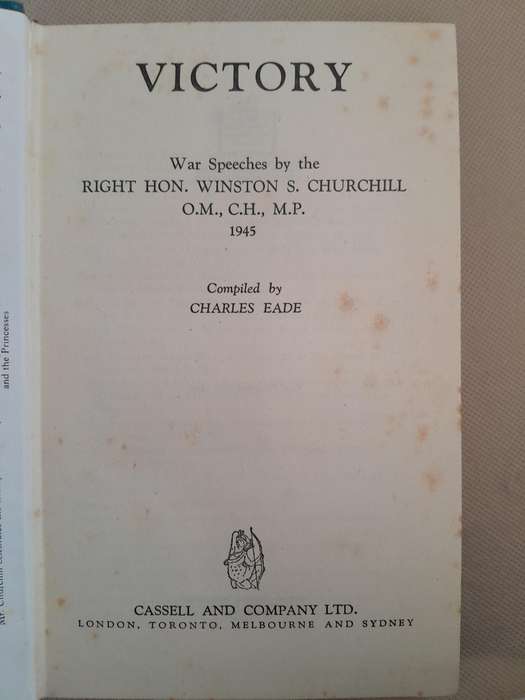 VICTORY
War Speeches by the
RIGHT HON. WINSTON S. CHURCHILL
O.M., C.H., M.P.
1945
Compiled by
CHARLES EADE
CASSELL AND COMPANY LTD.
LONDON, TORONTO, MELBOURNE AND SYDNEY
and the Princesses